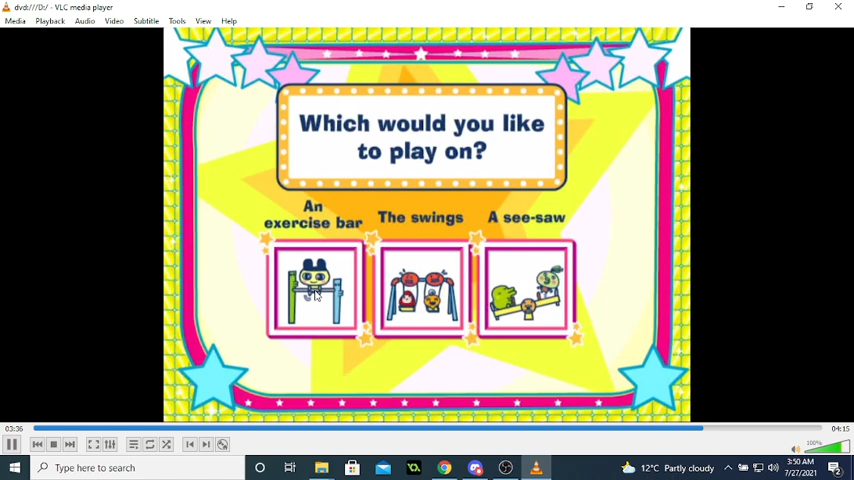 dvd:///D:/ - VLC media player
Media Playback Audio Video Subtitle Tools View Help
Which would you like
to play on?
An
exercise bar
The swings
A see-saw
03:36
04:15
100%
Type here to search
12°C Partly cloudy
3:50 AM
7/27/2021
2